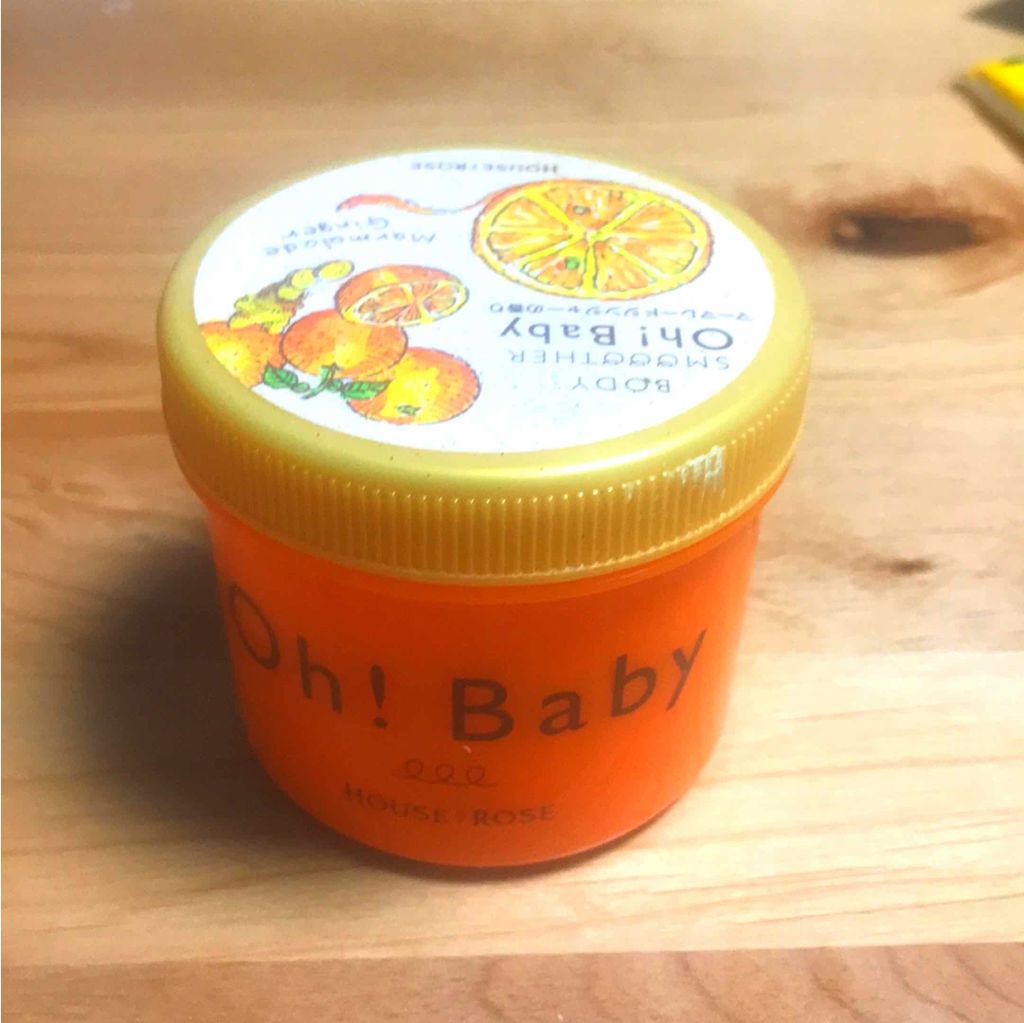 HOUSE OF ROSE
Marmalade
Ginger
マーマレードジンジャーの香り
Oh! Baby
SMOOOTHER
BODY
Oh! Baby
HOUSE OF ROSE